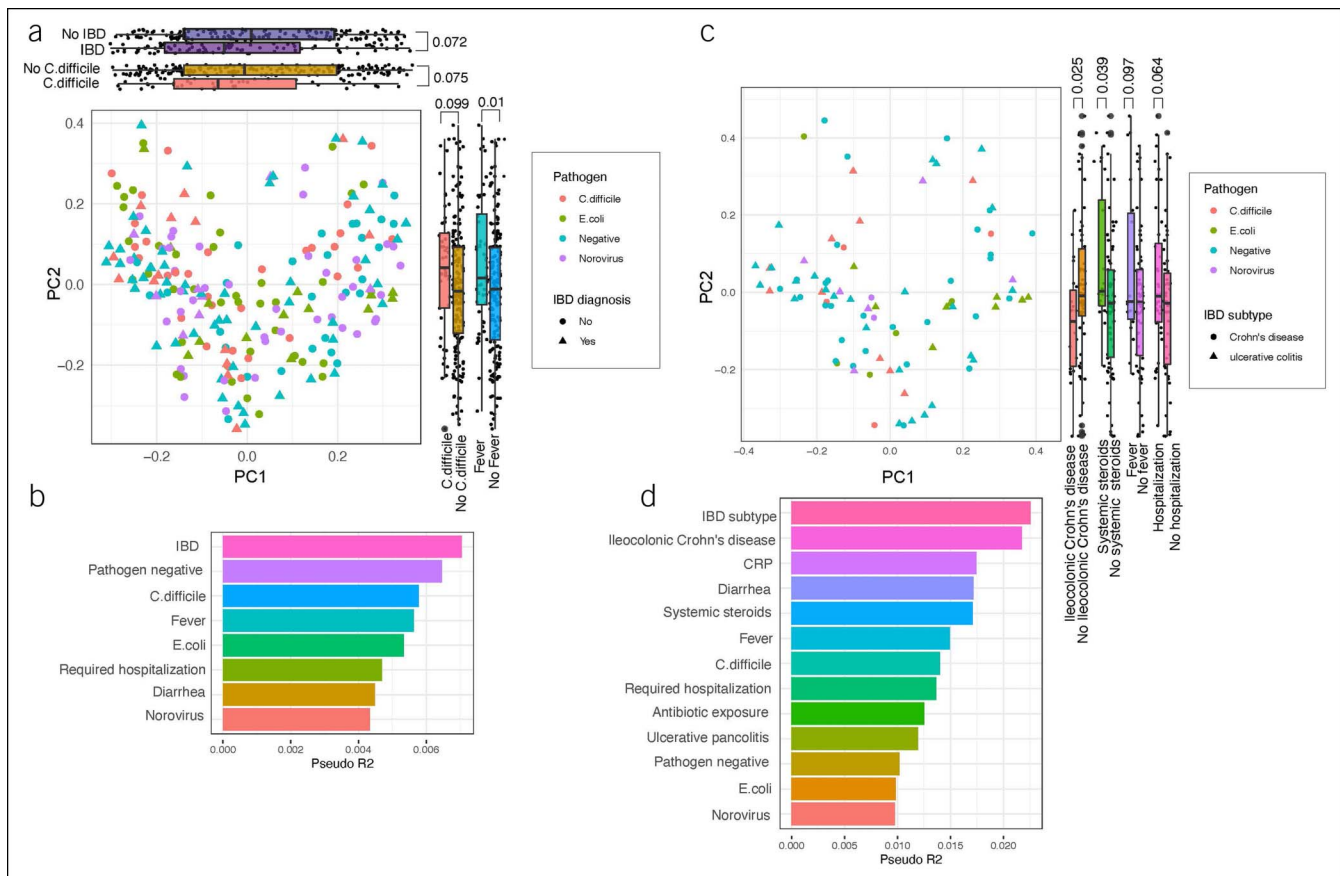 a
No IBD
IBD
0.072
No C.difficile
C.difficile
0.075
0.099
0.01
0.4
0.2
0.0
−0.2
PC2
−0.2
0.0
0.2
PC1
C.difficile
No C.difficile
Fever
No Fever
Pathogen
C.difficile
E.coli
Negative
Norovirus
IBD diagnosis
No
Yes
c
0.025
0.039
0.097
0.064
0.4
0.2
0.0
−0.2
PC2
−0.4
−0.2
0.0
0.2
0.4
PC1
Ileocolonic Crohn's disease
No Ileocolonic Crohn's disease
Systemic steroids
No systemic steroids
Fever
No fever
Hospitalization
No hospitalization
Pathogen
C.difficile
E.coli
Negative
Norovirus
IBD subtype
Crohn's disease
ulcerative colitis
b
IBD
Pathogen negative
C.difficile
Fever
E.coli
Required hospitalization
Diarrhea
Norovirus
0.000
0.002
0.004
0.006
Pseudo R2
d
IBD subtype
Ileocolonic Crohn's disease
CRP
Diarrhea
Systemic steroids
Fever
C.difficile
Required hospitalization
Antibiotic exposure
Ulcerative pancolitis
Pathogen negative
E.coli
Norovirus
0.000
0.005
0.010
0.015
0.020
Pseudo R2